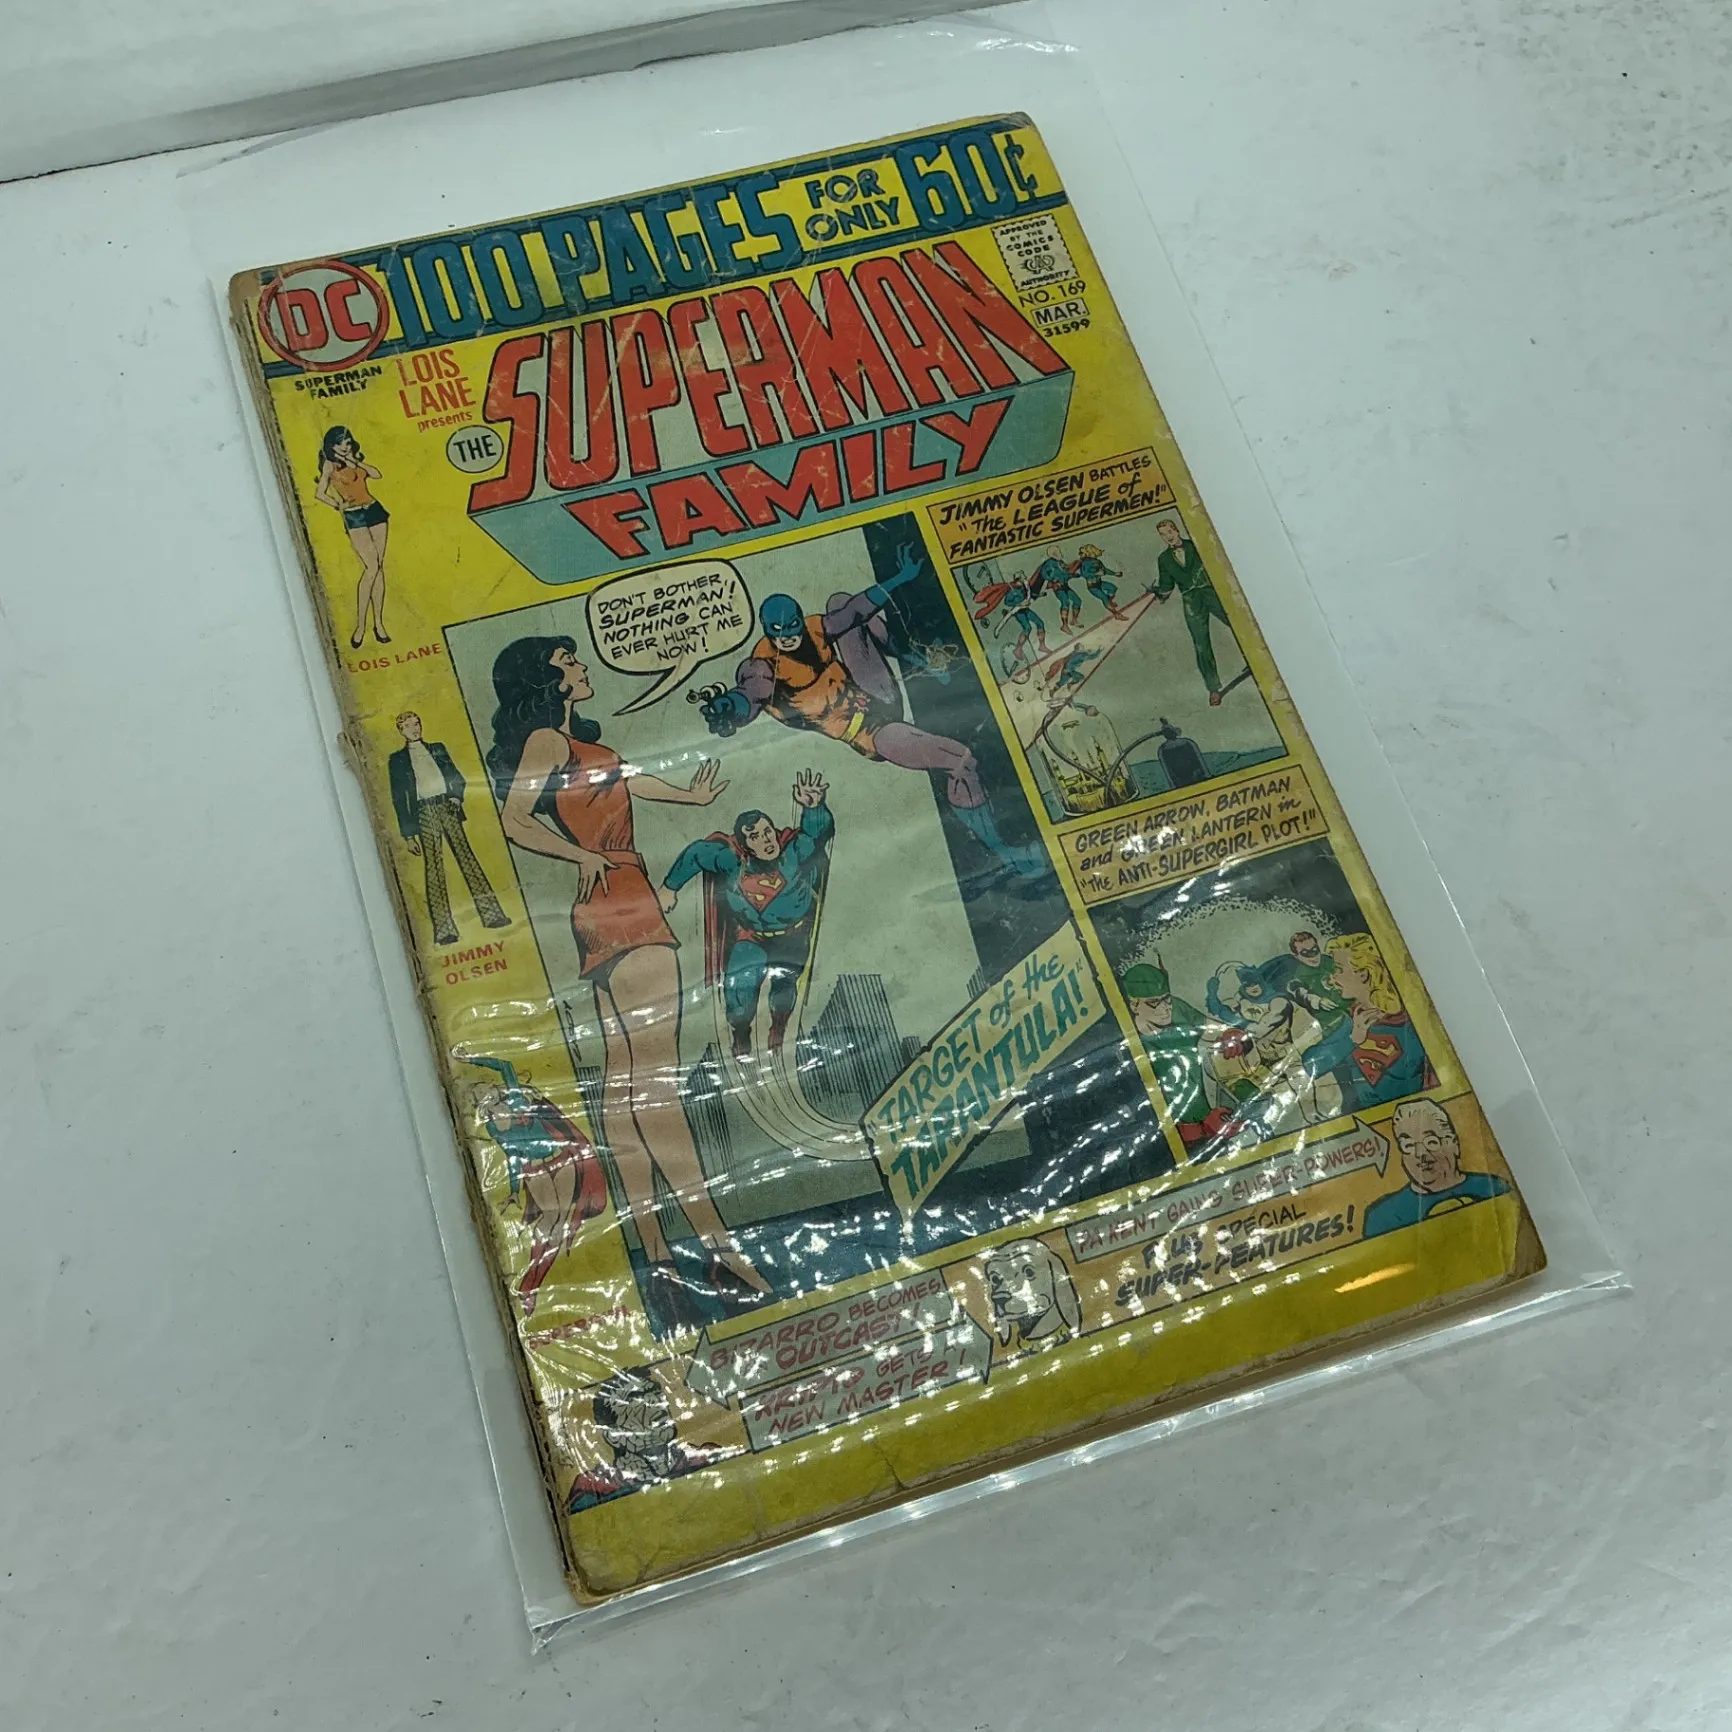 100 PAGES FOR ONLY 60¢
DC
SUPERMAN
FAMILY
APPROVED
BY THE
COMICS
CODE
CA
AUTHORITY
NO. 169
MAR.
31599
LOIS
LANE
presents
THE
SUPERMAN
FAMILY
LOIS LANE
JIMMY
OLSEN
SUPERGIRL
DON'T BOTHER,
SUPERMAN!
NOTHING CAN
EVER HURT ME
NOW!
"TARGET of the
TARANTULA!"
JIMMY OLSEN BATTLES
"THE LEAGUE of
FANTASTIC SUPERMEN!"
GREEN ARROW, BATMAN
and GREEN LANTERN in
"THE ANTI-SUPERGIRL PLOT!"
BIZARRO BECOMES
OUTCAST!
KRYPTO GETS A
NEW MASTER!
PA KENT GAINS SUPER-POWERS!
PLUS SPECIAL
SUPER-FEATURES!